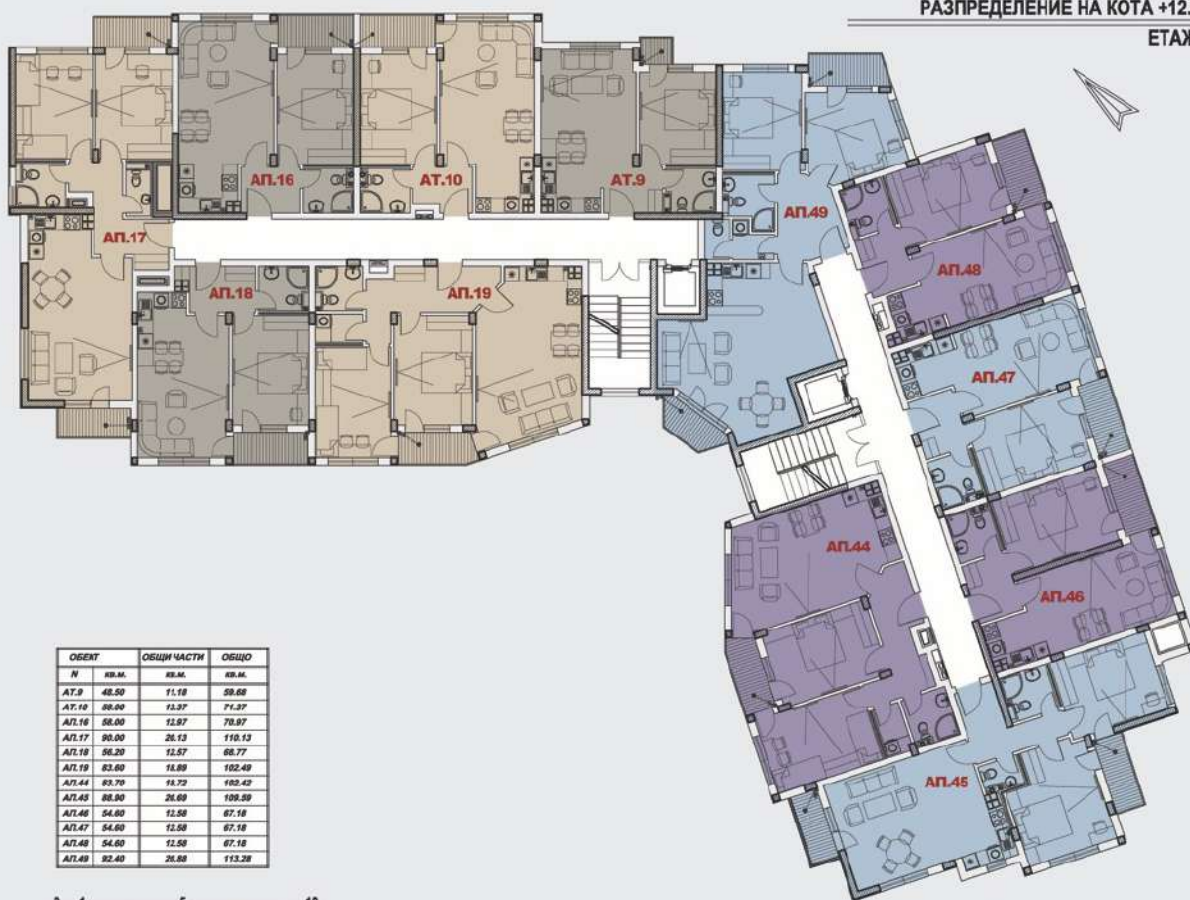 РАЗПРЕДЕЛЕНИЕ НА КОТА +12.
ЕТАЖ
АП.16
АТ.10
АТ.9
АП.49
АП.17
АП.48
АП.18
АП.19
АП.47
АП.44
АП.46
АП.45
ОБЕКТ ОБЩИ ЧАСТИ ОБЩО
N КВ.М. КВ.М. КВ.М.
АТ.9 48.50 11.18 59.68
АТ.10 58.00 13.37 71.37
АП.16 58.00 12.97 70.97
АП.17 90.00 20.13 110.13
АП.18 56.20 12.57 68.77
АП.19 83.60 18.89 102.49
АП.44 83.70 18.72 102.42
АП.45 88.90 20.69 109.59
АП.46 54.60 12.58 67.18
АП.47 54.60 12.58 67.18
АП.48 54.60 12.58 67.18
АП.49 92.40 20.88 113.28